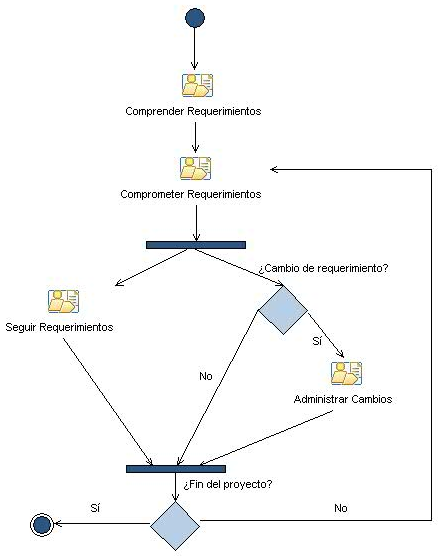 Comprender Requerimientos
Comprometer Requerimientos
¿Cambio de requerimiento?
Seguir Requerimientos
Sí
No
Administrar Cambios
¿Fin del proyecto?
Sí
No